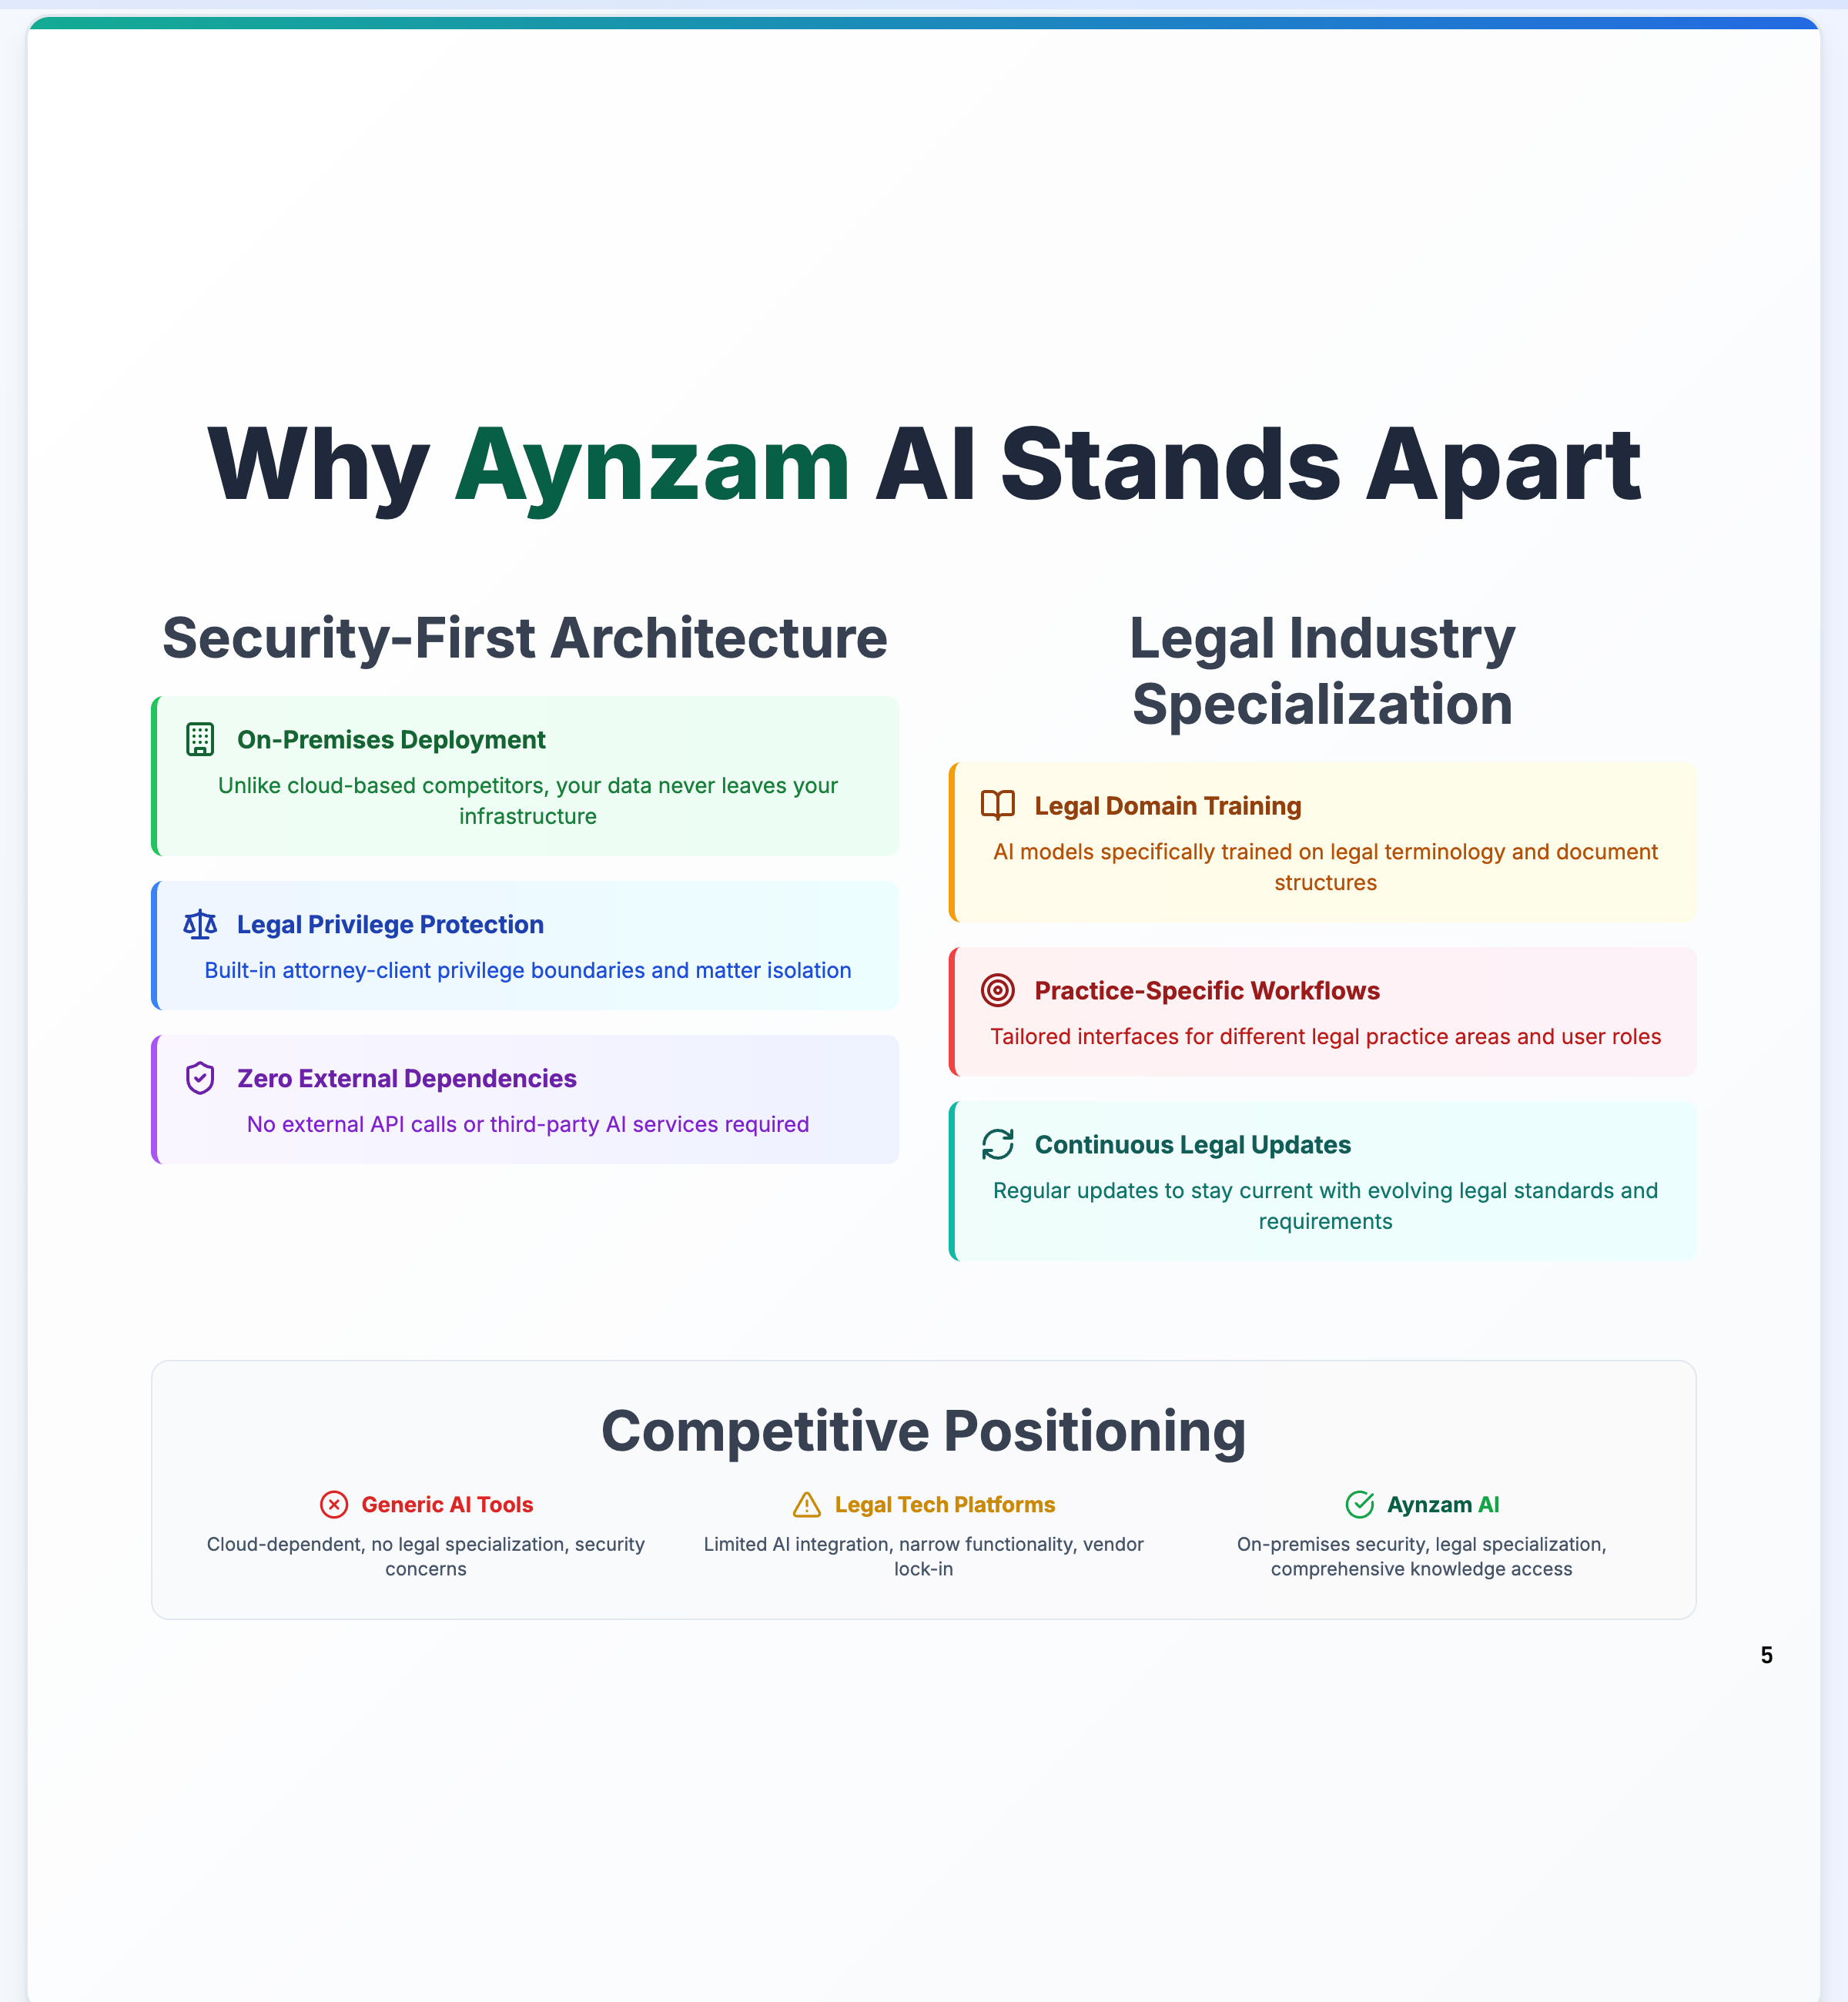 Why Aynzam AI Stands Apart
Security-First Architecture
On-Premises Deployment
Unlike cloud-based competitors, your data never leaves your
infrastructure
Legal Privilege Protection
Built-in attorney-client privilege boundaries and matter isolation
Zero External Dependencies
No external API calls or third-party AI services required
Legal Industry
Specialization
Legal Domain Training
AI models specifically trained on legal terminology and document
structures
Practice-Specific Workflows
Tailored interfaces for different legal practice areas and user roles
Continuous Legal Updates
Regular updates to stay current with evolving legal standards and
requirements
Competitive Positioning
Generic AI Tools
Cloud-dependent, no legal specialization, security
concerns
Legal Tech Platforms
Limited AI integration, narrow functionality, vendor
lock-in
Aynzam AI
On-premises security, legal specialization,
comprehensive knowledge access
5